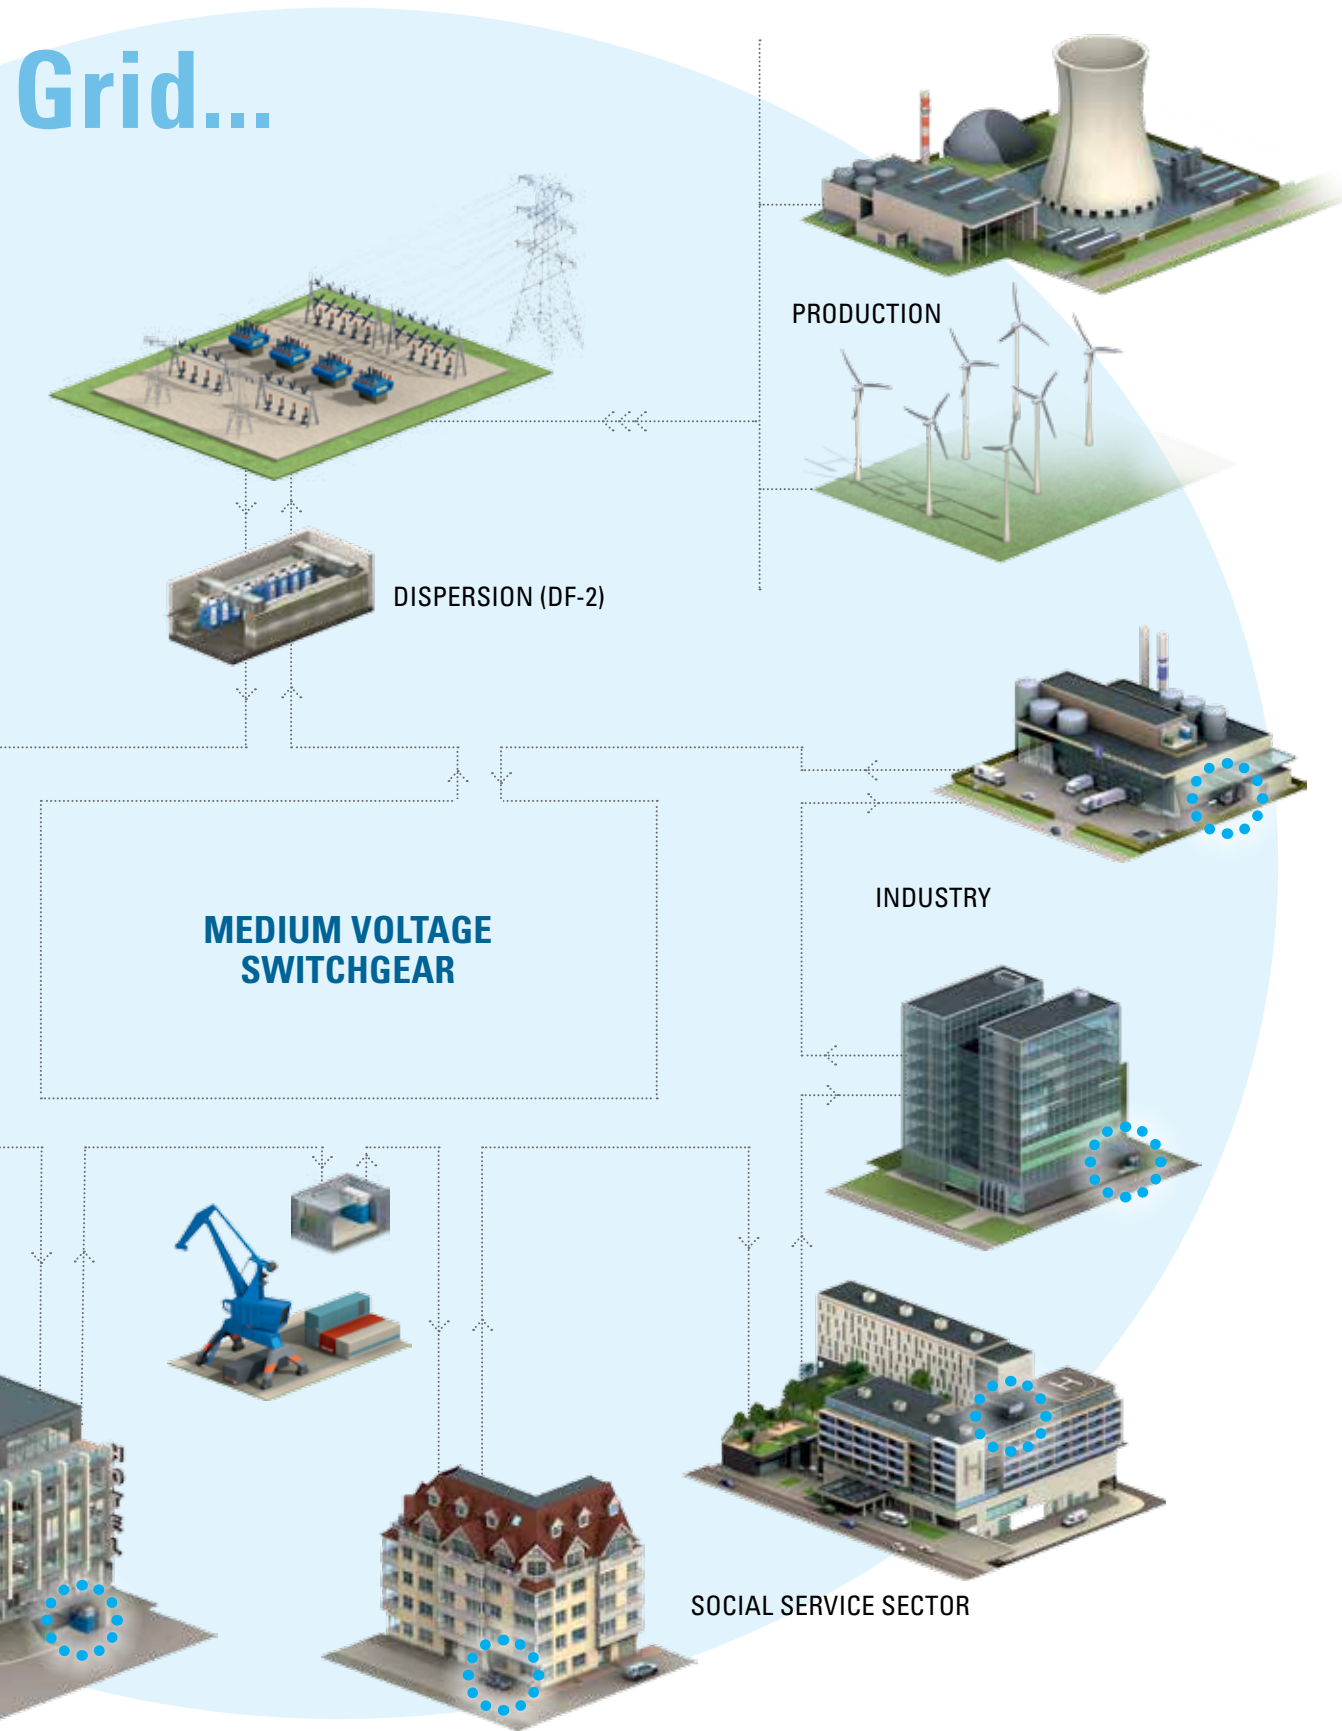 Grid...
PRODUCTION
DISPERSION (DF-2)
INDUSTRY
MEDIUM VOLTAGE
SWITCHGEAR
H
H
HOTEL
SOCIAL SERVICE SECTOR